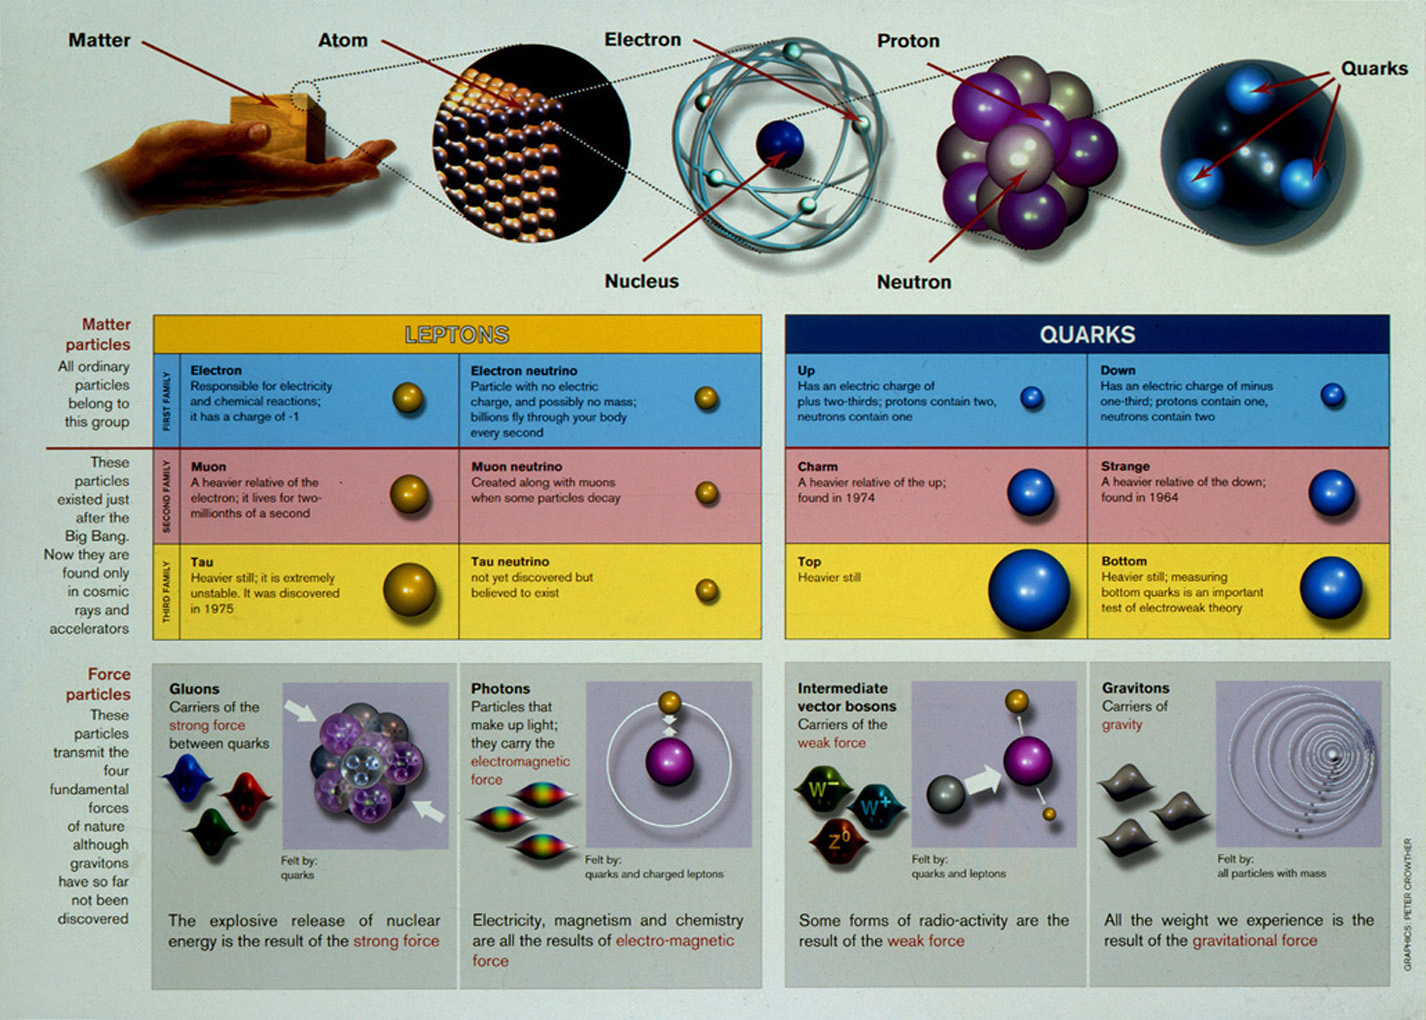 Matter
Atom
Electron
Proton
Quarks
Nucleus
Neutron
Matter
particles
All ordinary
particles
belong to
this group
These
particles
existed just
after the
Big Bang.
Now they are
found only
in cosmic
rays and
accelerators
LEPTONS
FIRST FAMILY
Electron
Responsible for electricity
and chemical reactions;
it has a charge of -1
Electron neutrino
Particle with no electric
charge, and possibly no mass;
billions fly through your body
every second
SECOND FAMILY
Muon
A heavier relative of the
electron; it lives for two-
millionths of a second
Muon neutrino
Created along with muons
when some particles decay
THIRD FAMILY
Tau
Heavier still; it is extremely
unstable. It was discovered
in 1975
Tau neutrino
not yet discovered but
believed to exist
QUARKS
Up
Has an electric charge of
plus two-thirds; protons contain two,
neutrons contain one
Down
Has an electric charge of minus
one-third; protons contain one,
neutrons contain two
Charm
A heavier relative of the up;
found in 1974
Strange
A heavier relative of the down;
found in 1964
Top
Heavier still
Bottom
Heavier still; measuring
bottom quarks is an important
test of electroweak theory
Force
particles
These
particles
transmit the
four
fundamental
forces
of nature
although
gravitons
have so far
not been
discovered
Gluons
Carriers of the
strong force
between quarks
Felt by:
quarks
The explosive release of nuclear
energy is the result of the strong force
Photons
Particles that
make up light;
they carry the
electromagnetic
force
Felt by:
quarks and charged leptons
Electricity, magnetism and chemistry
are all the results of electro-magnetic
force
Intermediate
vector bosons
Carriers of the
weak force
W−
W+
Z0
Felt by:
quarks and leptons
Some forms of radio-activity are the
result of the weak force
Gravitons
Carriers of
gravity
Felt by:
all particles with mass
All the weight we experience is the
result of the gravitational force
GRAPHICS: PETER CROWTHER